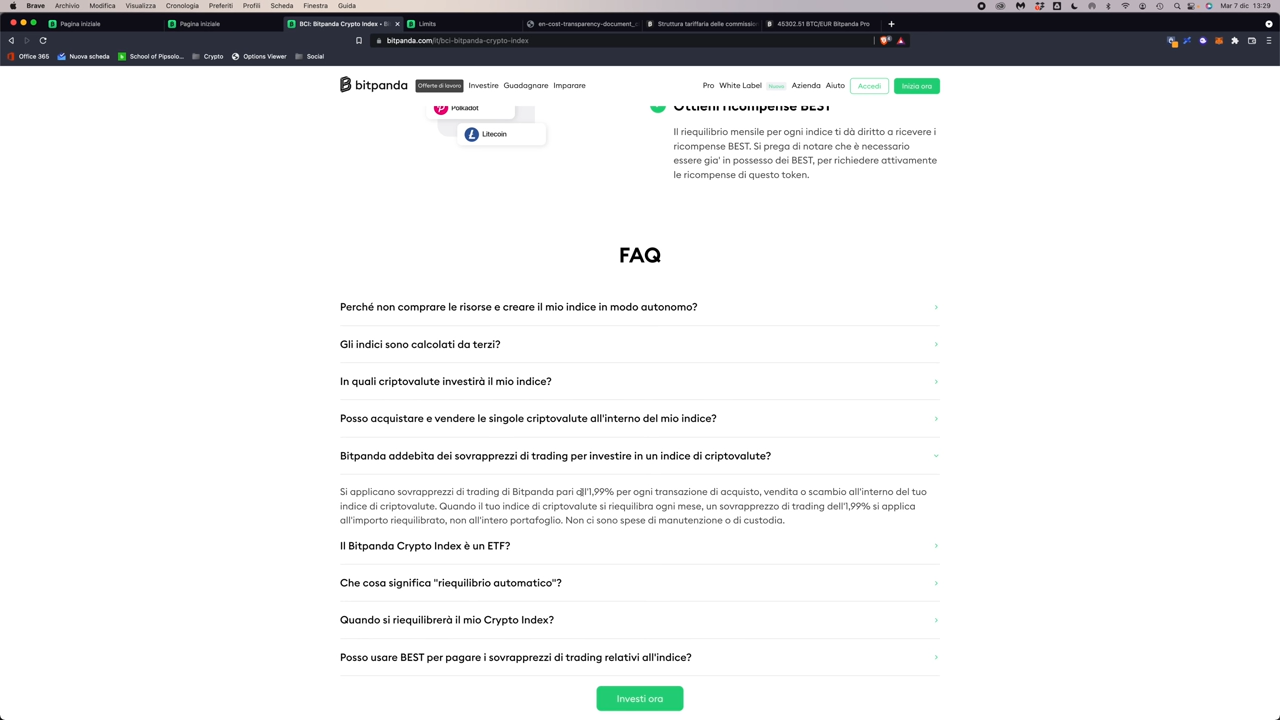 Brave Archivio Modifica Visualizza Cronologia Preferiti Profili Scheda Finestra Guida
Mar 7 dic 13:29
Pagina iniziale
Pagina iniziale
BCI: Bitpanda Crypto Index • Bi
Limits
en-cost-transparency-document_
Struttura tariffaria delle commissio
45302.51 BTC/EUR Bitpanda Pro
bitpanda.com/it/bci-bitpanda-crypto-index
Office 365 Nuova scheda School of Pipsolo... Crypto Options Viewer Social
bitpanda Offerte di lavoro Investire Guadagnare Imparare Pro White Label Nuovo Azienda Aiuto Accedi Inizia ora
Polkadot
Litecoin
Ottieni ricompense BEST
Il riequilibrio mensile per ogni indice ti dà diritto a ricevere i
ricompense BEST. Si prega di notare che è necessario
essere gia' in possesso dei BEST, per richiedere attivamente
le ricompense di questo token.
FAQ
Perché non comprare le risorse e creare il mio indice in modo autonomo?
Gli indici sono calcolati da terzi?
In quali criptovalute investirà il mio indice?
Posso acquistare e vendere le singole criptovalute all'interno del mio indice?
Bitpanda addebita dei sovrapprezzi di trading per investire in un indice di criptovalute?
Si applicano sovrapprezzi di trading di Bitpanda pari all'1,99% per ogni transazione di acquisto, vendita o scambio all'interno del tuo
indice di criptovalute. Quando il tuo indice di criptovalute si riequilibra ogni mese, un sovrapprezzo di trading dell'1,99% si applica
all'importo riequilibrato, non all'intero portafoglio. Non ci sono spese di manutenzione o di custodia.
Il Bitpanda Crypto Index è un ETF?
Che cosa significa "riequilibrio automatico"?
Quando si riequilibrerà il mio Crypto Index?
Posso usare BEST per pagare i sovrapprezzi di trading relativi all'indice?
Investi ora